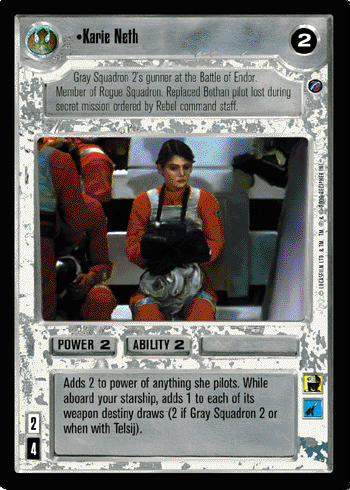 •Karie Neth
2
Gray Squadron 2's gunner at the Battle of Endor.
Member of Rogue Squadron. Replaced Bothan pilot lost during
secret mission ordered by Rebel command staff.
POWER 2 ABILITY 2
Adds 2 to power of anything she pilots. While
aboard your starship, adds 1 to each of its
weapon destiny draws (2 if Gray Squadron 2 or
when with Telsij).
2
4